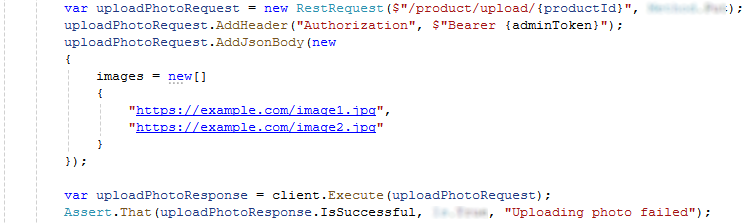 var uploadPhotoRequest = new RestRequest($"/product/upload/{productId}", );
uploadPhotoRequest.AddHeader("Authorization", $"Bearer {adminToken}");
uploadPhotoRequest.AddJsonBody(new
{
images = new[]
{
"https://example.com/image1.jpg",
"https://example.com/image2.jpg"
}
});
var uploadPhotoResponse = client.Execute(uploadPhotoRequest);
Assert.That(uploadPhotoResponse.IsSuccessful, , "Uploading photo failed");